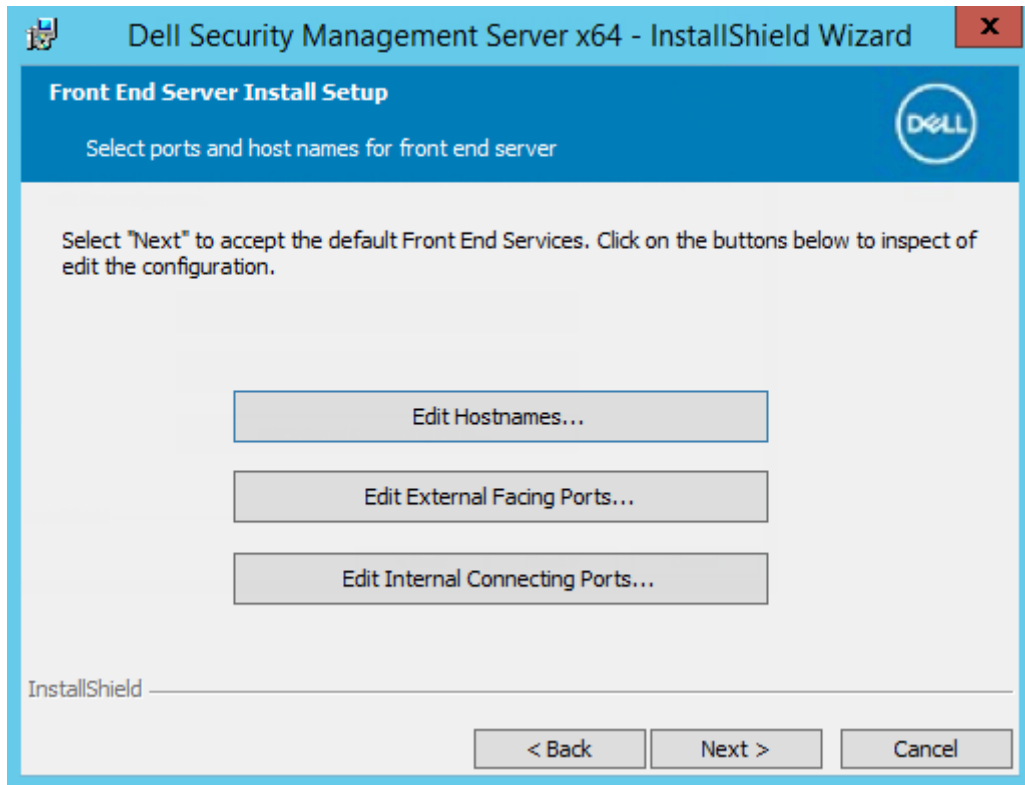 Dell Security Management Server x64 - InstallShield Wizard
x
Front End Server Install Setup
DELL
Select ports and host names for front end server
Select "Next" to accept the default Front End Services. Click on the buttons below to inspect of
edit the configuration.
Edit Hostnames...
Edit External Facing Ports...
Edit Internal Connecting Ports...
InstallShield
< Back
Next >
Cancel